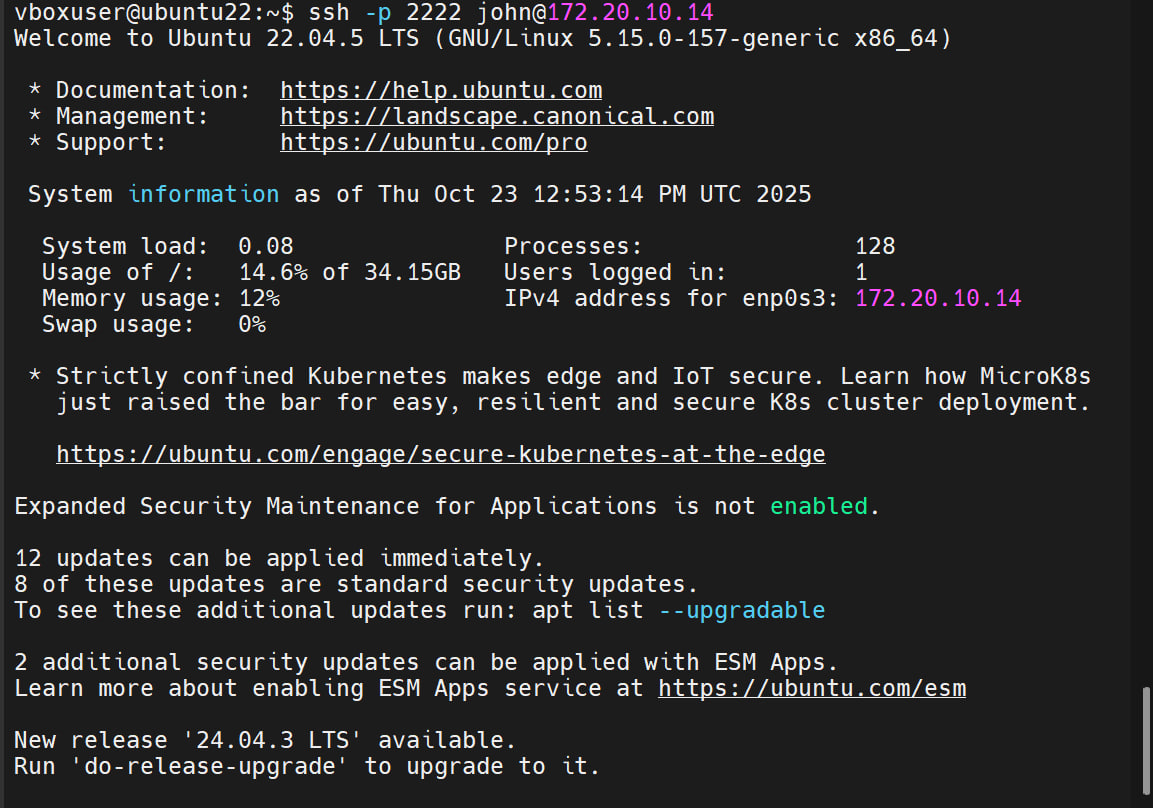 vboxuser@ubuntu22:~$ ssh -p 2222 john@172.20.10.14
Welcome to Ubuntu 22.04.5 LTS (GNU/Linux 5.15.0-157-generic x86_64)
* Documentation:  https://help.ubuntu.com
* Management:     https://landscape.canonical.com
* Support:        https://ubuntu.com/pro
System information as of Thu Oct 23 12:53:14 PM UTC 2025
System load:  0.08               Processes:               128
Usage of /:   14.6% of 34.15GB   Users logged in:         1
Memory usage: 12%                IPv4 address for enp0s3: 172.20.10.14
Swap usage:   0%
* Strictly confined Kubernetes makes edge and IoT secure. Learn how MicroK8s
just raised the bar for easy, resilient and secure K8s cluster deployment.
https://ubuntu.com/engage/secure-kubernetes-at-the-edge
Expanded Security Maintenance for Applications is not enabled.
12 updates can be applied immediately.
8 of these updates are standard security updates.
To see these additional updates run: apt list --upgradable
2 additional security updates can be applied with ESM Apps.
Learn more about enabling ESM Apps service at https://ubuntu.com/esm
New release '24.04.3 LTS' available.
Run 'do-release-upgrade' to upgrade to it.